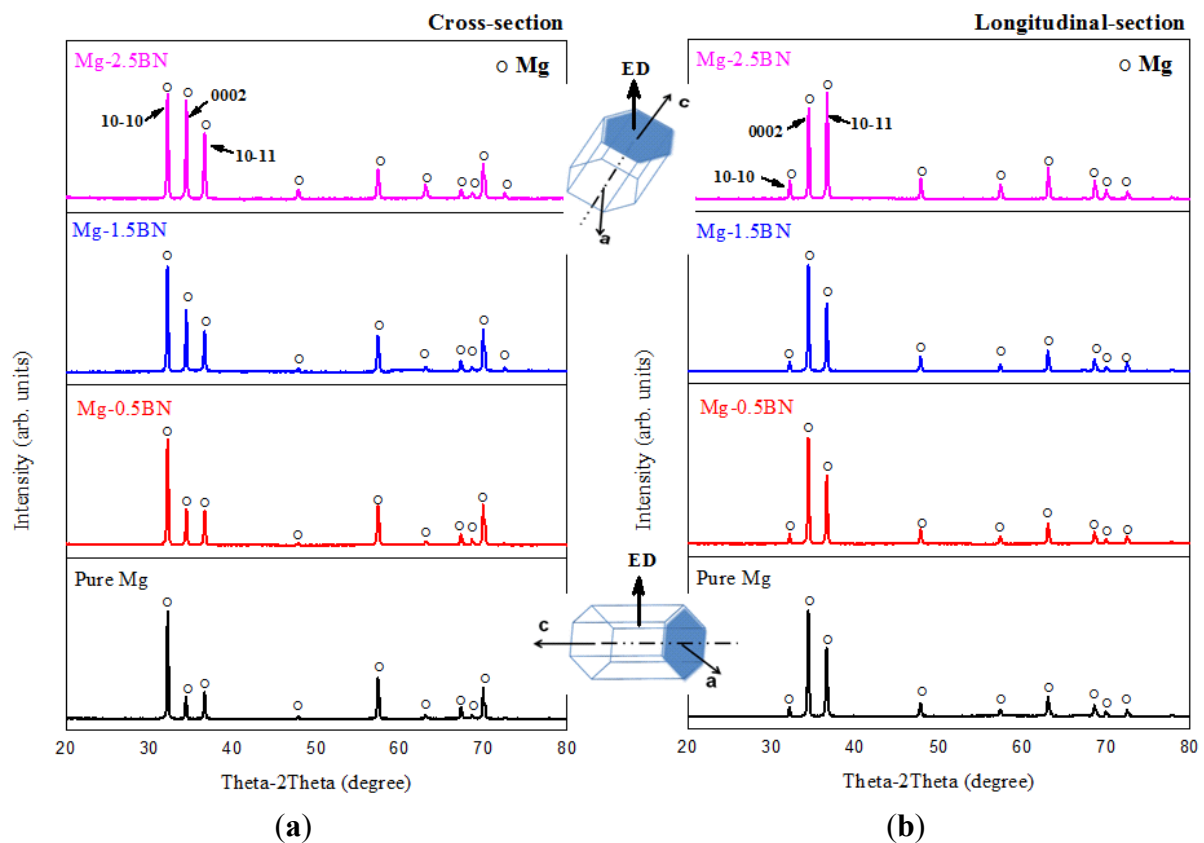 Cross-section
Mg-2.5BN
○ Mg
10-10
0002
10-11
Mg-1.5BN
Mg-0.5BN
Pure Mg
Intensity (arb. units)
20 30 40 50 60 70 80
Theta-2Theta (degree)
(a)
ED
c
a
ED
c
a
Longitudinal-section
Mg-2.5BN
○ Mg
0002
10-11
10-10
Mg-1.5BN
Mg-0.5BN
Pure Mg
Intensity (arb. units)
20 30 40 50 60 70 80
Theta-2Theta (degree)
(b)